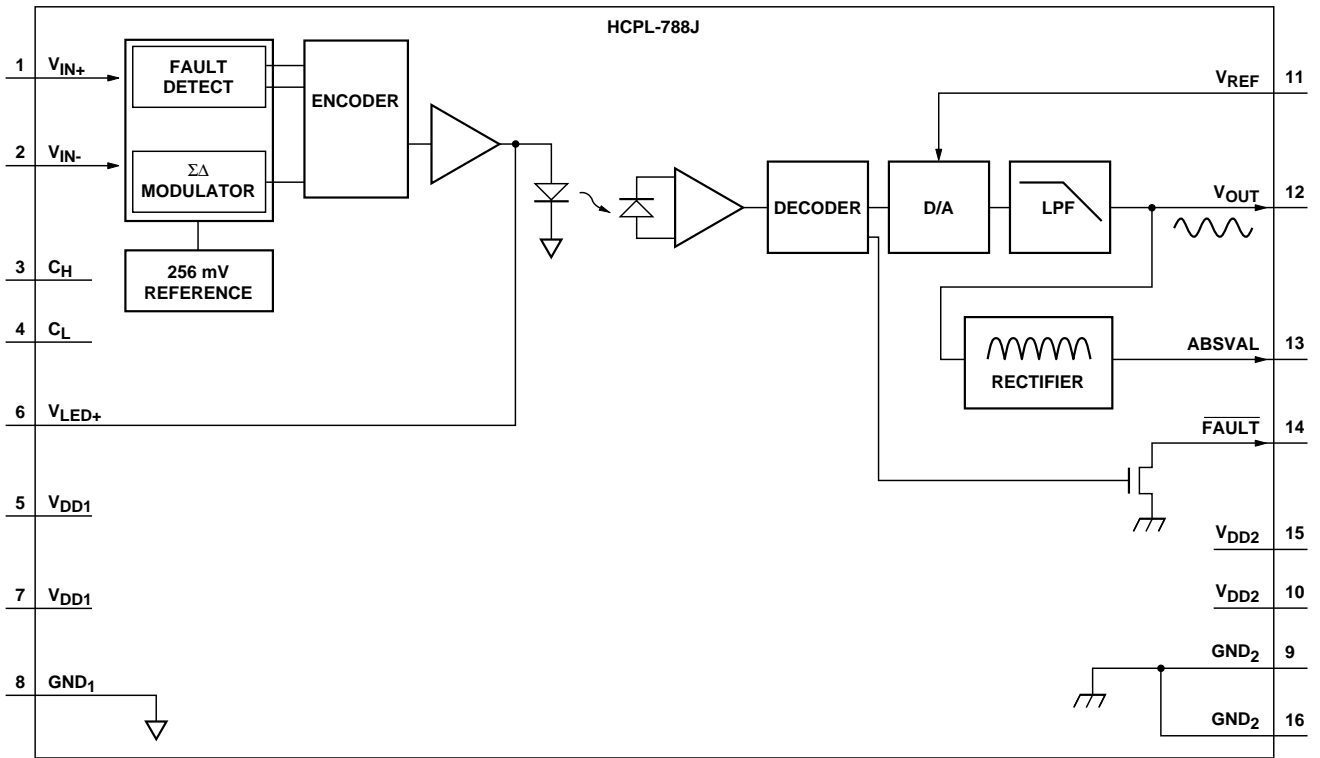 HCPL-788J
1 VIN+
FAULT
DETECT
ENCODER
2 VIN-
ΣΔ
MODULATOR
256 mV
REFERENCE
3 CH
4 CL
6 VLED+
5 VDD1
7 VDD1
8 GND1
DECODER
D/A
LPF
VREF 11
VOUT 12
RECTIFIER
ABSVAL 13
FAULT 14
VDD2 15
VDD2 10
GND2 9
GND2 16